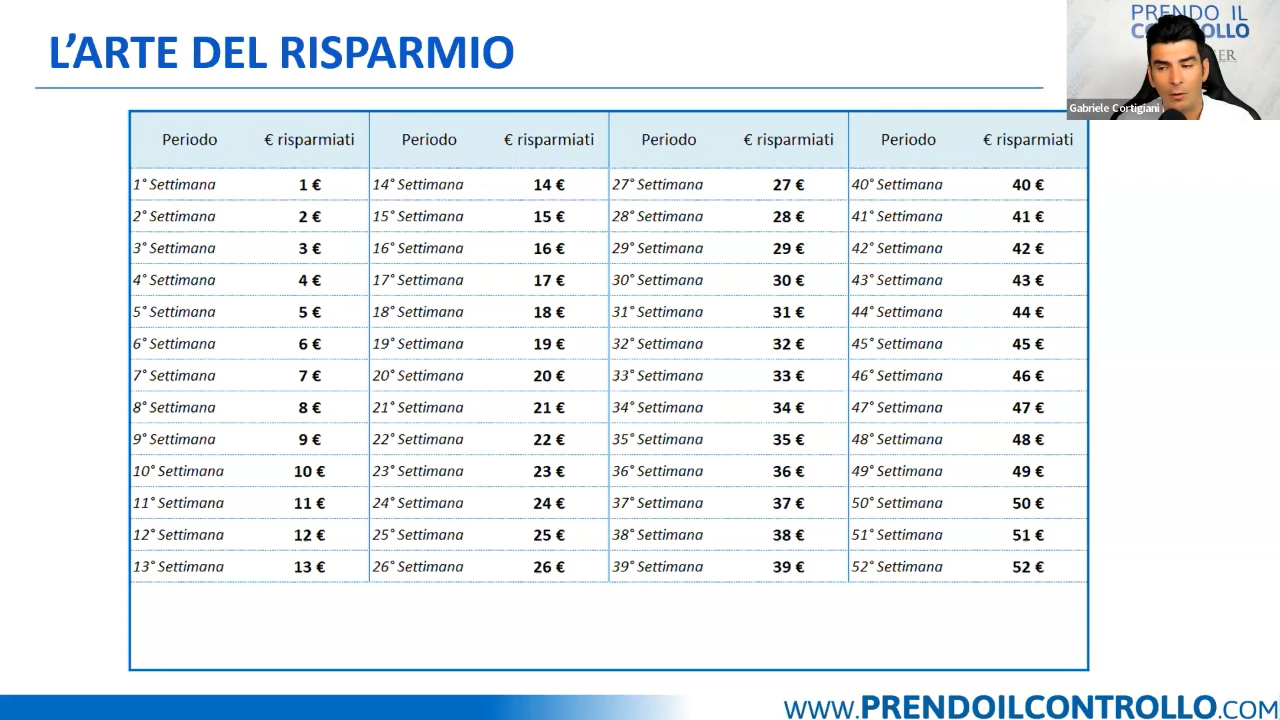 L'ARTE DEL RISPARMIO
PRENDO IL
CONTROLLO
Gabriele Cortigiani
Periodo € risparmiati Periodo € risparmiati Periodo € risparmiati Periodo € risparmiati
1° Settimana 1 € 14° Settimana 14 € 27° Settimana 27 € 40° Settimana 40 €
2° Settimana 2 € 15° Settimana 15 € 28° Settimana 28 € 41° Settimana 41 €
3° Settimana 3 € 16° Settimana 16 € 29° Settimana 29 € 42° Settimana 42 €
4° Settimana 4 € 17° Settimana 17 € 30° Settimana 30 € 43° Settimana 43 €
5° Settimana 5 € 18° Settimana 18 € 31° Settimana 31 € 44° Settimana 44 €
6° Settimana 6 € 19° Settimana 19 € 32° Settimana 32 € 45° Settimana 45 €
7° Settimana 7 € 20° Settimana 20 € 33° Settimana 33 € 46° Settimana 46 €
8° Settimana 8 € 21° Settimana 21 € 34° Settimana 34 € 47° Settimana 47 €
9° Settimana 9 € 22° Settimana 22 € 35° Settimana 35 € 48° Settimana 48 €
10° Settimana 10 € 23° Settimana 23 € 36° Settimana 36 € 49° Settimana 49 €
11° Settimana 11 € 24° Settimana 24 € 37° Settimana 37 € 50° Settimana 50 €
12° Settimana 12 € 25° Settimana 25 € 38° Settimana 38 € 51° Settimana 51 €
13° Settimana 13 € 26° Settimana 26 € 39° Settimana 39 € 52° Settimana 52 €
WWW.PRENDOILCONTROLLO.COM